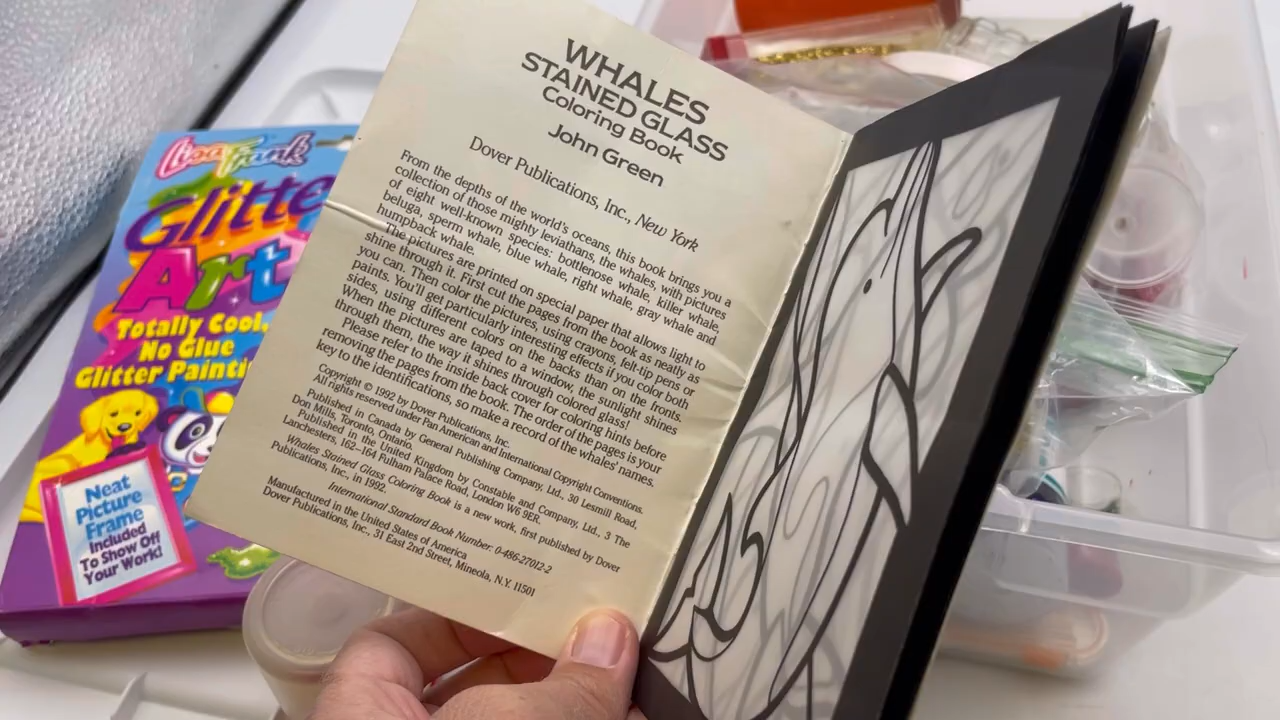 WHALES
STAINED GLASS
Coloring Book
John Green
Dover Publications, Inc., New York
From the depths of the world's oceans, this book brings you a
collection of those mighty leviathans, the whales, with pictures
of eight well-known species: bottlenose whale, killer whale,
beluga, sperm whale, blue whale, right whale, gray whale and
humpback whale.
The pictures are printed on special paper that allows light to
shine through it. First cut the pages from the book as neatly as
you can. Then color the pictures, using crayons, felt-tip pens or
paints. You'll get particularly interesting effects if you color both
sides, using different colors on the backs than on the fronts.
When the pictures are taped to a window, the sunlight shines
through them, the way it shines through colored glass!
Please refer to the inside back cover for coloring hints before
removing the pages from the book. The order of the pages is your
key to the identification, so make a record of the whales' names.
Copyright © 1992 by Dover Publications, Inc.
All rights reserved under Pan American and International Copyright Conventions.
Published in Canada by General Publishing Company, Ltd., 30 Lesmill Road,
Don Mills, Toronto, Ontario.
Published in the United Kingdom by Constable and Company, Ltd., 3 The
Lanchesters, 162–164 Fulham Palace Road, London W6 9ER.
Whales Stained Glass Coloring Book is a new work, first published by Dover
Publications, Inc., in 1992.
International Standard Book Number: 0-486-27012-2
Manufactured in the United States of America
Dover Publications, Inc., 31 East 2nd Street, Mineola, N.Y. 11501
Lisa Frank
Glitte
Art
Totally Cool,
No Glue
Glitter Painti
Neat
Picture
Frame
Included
To Show Off
Your Work!